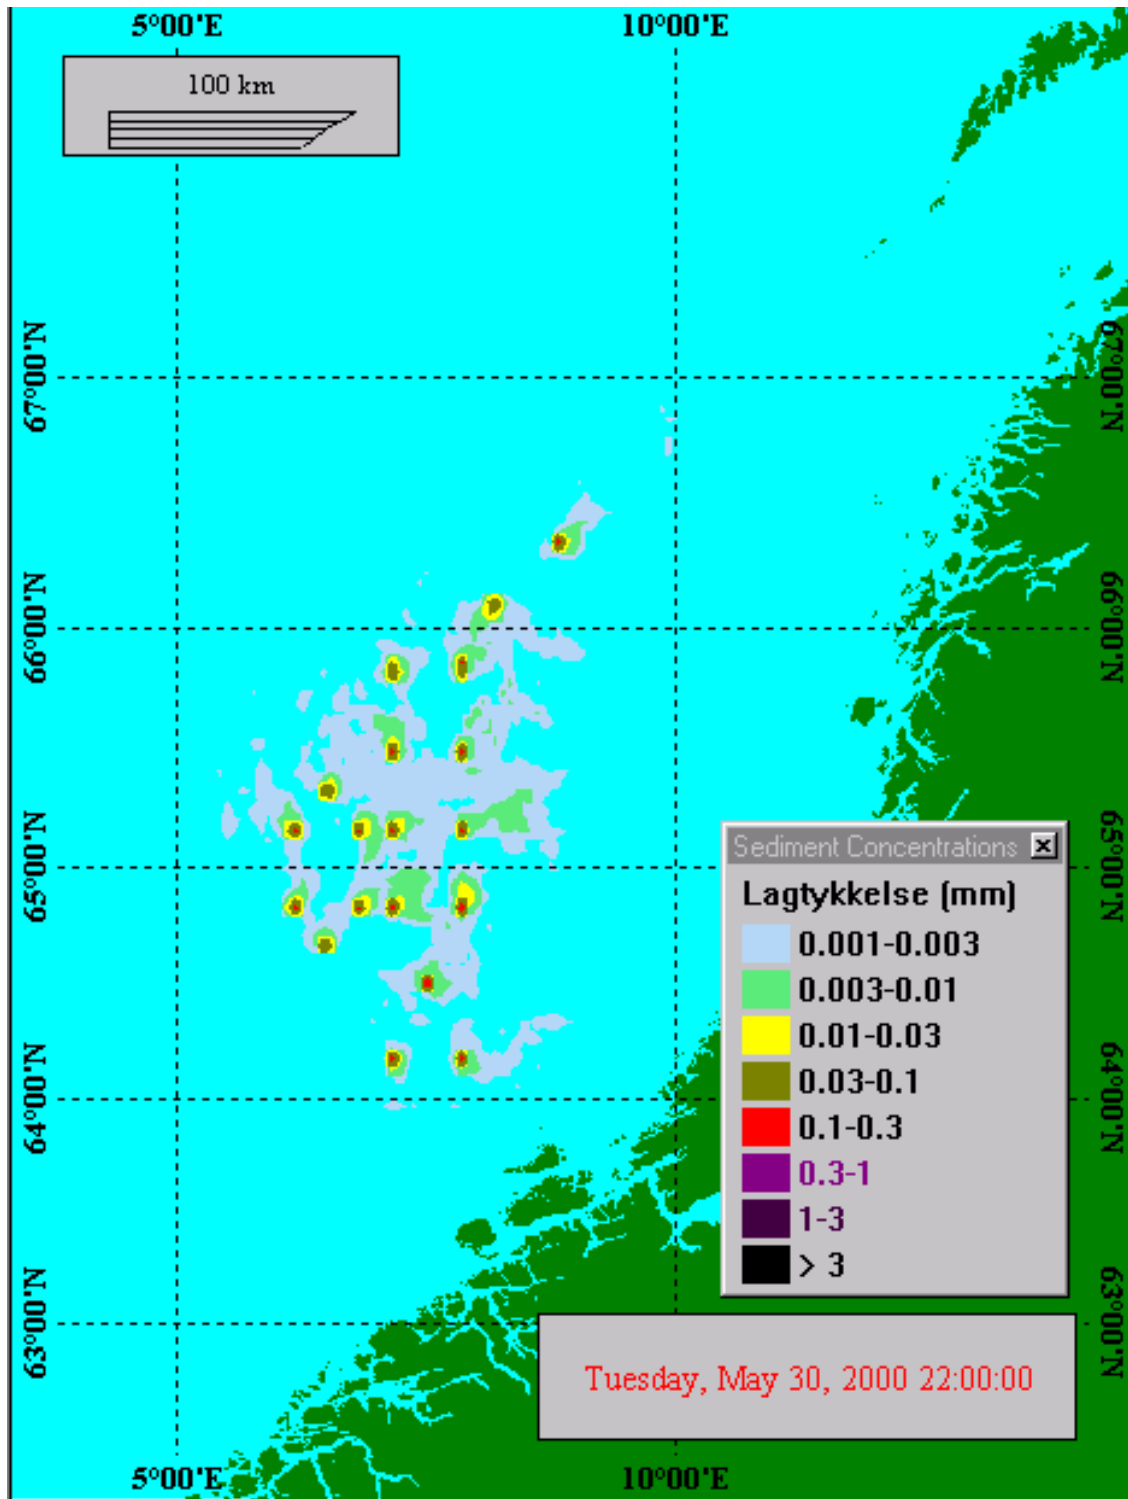 5°00'E 10°00'E
100 km
67°00'N 67°00'N
66°00'N 66°00'N
65°00'N 65°00'N
Sediment Concentrations x
Lagtykkelse (mm)
0.001-0.003
0.003-0.01
0.01-0.03
0.03-0.1
0.1-0.3
0.3-1
1-3
> 3
64°00'N 64°00'N
63°00'N 63°00'N
Tuesday, May 30, 2000 22:00:00
5°00'E 10°00'E